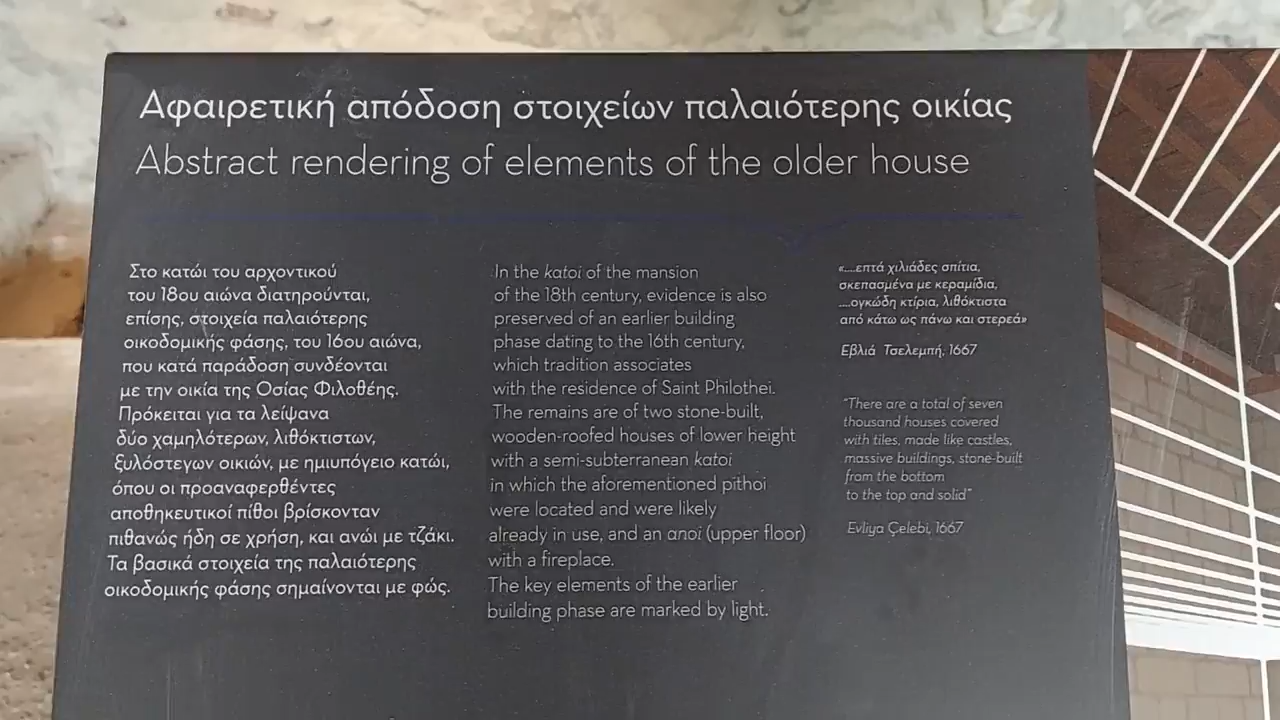 Αφαιρετική απόδοση στοιχείων παλαιότερης οικίας
Abstract rendering of elements of the older house
Στο κατώι του αρχοντικού
του 18ου αιώνα διατηρούνται,
επίσης, στοιχεία παλαιότερης
οικοδομικής φάσης, του 16ου αιώνα,
που κατά παράδοση συνδέονται
με την οικία της Οσίας Φιλοθέης.
Πρόκειται για τα λείψανα
δύο χαμηλότερων, λιθόκτιστων,
ξυλόστεγων οικιών, με ημιυπόγειο κατώι,
όπου οι προαναφερθέντες
αποθηκευτικοί πίθοι βρίσκονταν
πιθανώς ήδη σε χρήση, και ανώι με τζάκι.
Τα βασικά στοιχεία της παλαιότερης
οικοδομικής φάσης σημαίνονται με φώς.
In the katoi of the mansion
of the 18th century, evidence is also
preserved of an earlier building
phase dating to the 16th century,
which tradition associates
with the residence of Saint Philothei.
The remains are of two stone-built,
wooden-roofed houses of lower height
with a semi-subterranean katoi
in which the aforementioned pithoi
were located and were likely
already in use, and an anoi (upper floor)
with a fireplace.
The key elements of the earlier
building phase are marked by light.
«....επτά χιλιάδες σπίτια,
σκεπασμένα με κεραμίδια,
....ογκώδη κτίρια, λιθόκτιστα
από κάτω ως πάνω και στερεά»
Εβλιά Τσελεμπή, 1667
"There are a total of seven
thousand houses covered
with tiles, made like castles,
massive buildings, stone-built
from the bottom
to the top and solid"
Evliya Çelebi, 1667